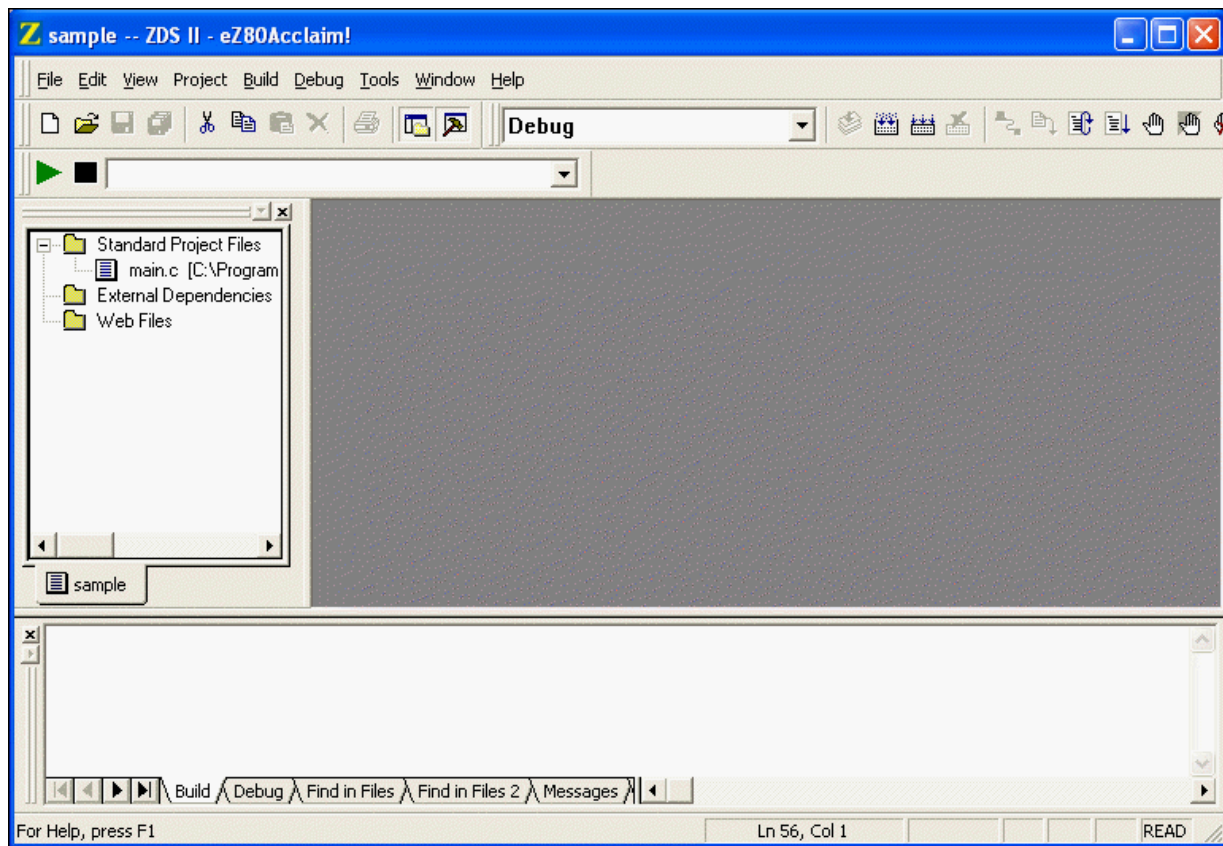 Z sample -- ZDS II - eZ80Acclaim!
File Edit View Project Build Debug Tools Window Help
Debug
Standard Project Files
main.c [C:\Program
External Dependencies
Web Files
sample
Build Debug Find in Files Find in Files 2 Messages
For Help, press F1 Ln 56, Col 1 READ